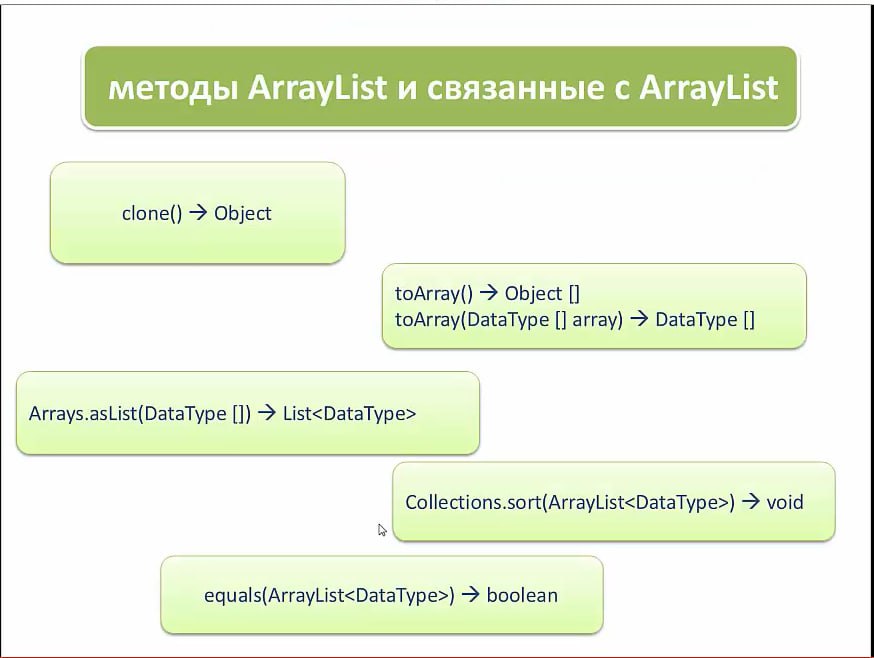 методы ArrayList и связанные с ArrayList
clone() → Object
toArray() → Object []
toArray(DataType [] array) → DataType []
Arrays.asList(DataType []) → List<DataType>
Collections.sort(ArrayList<DataType>) → void
equals(ArrayList<DataType>) → boolean